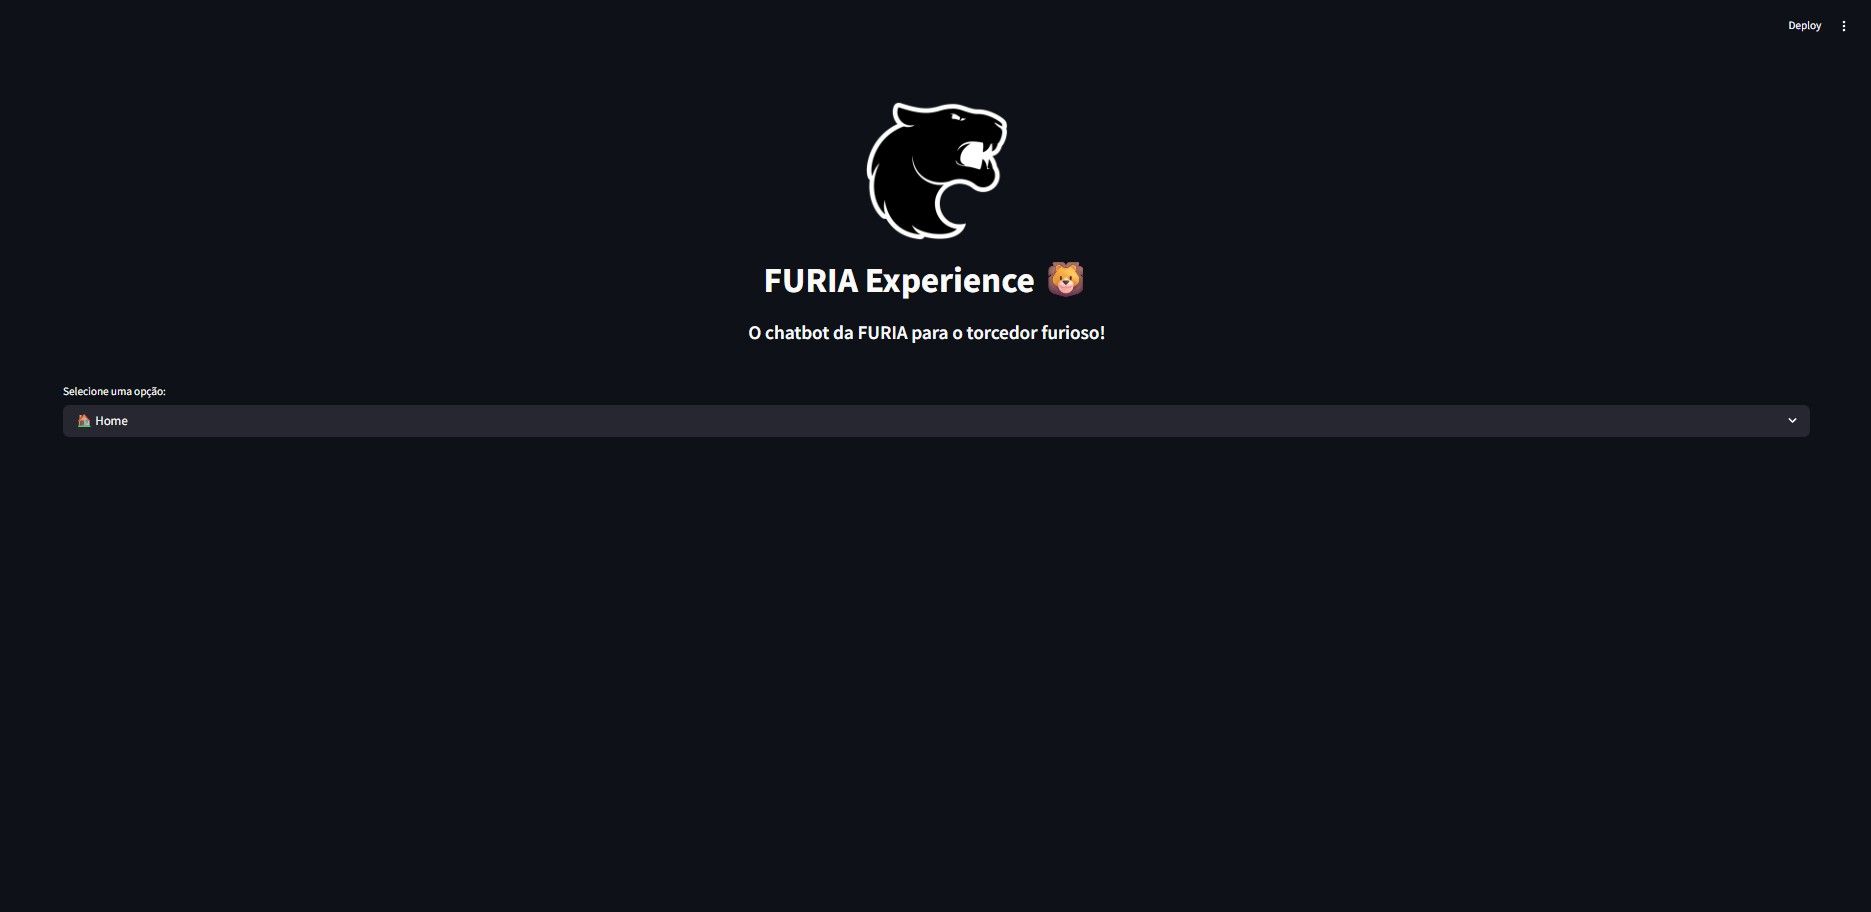 Deploy
FURIA Experience 🦁
O chatbot da FURIA para o torcedor furioso!
Selecione uma opção:
🏠 Home